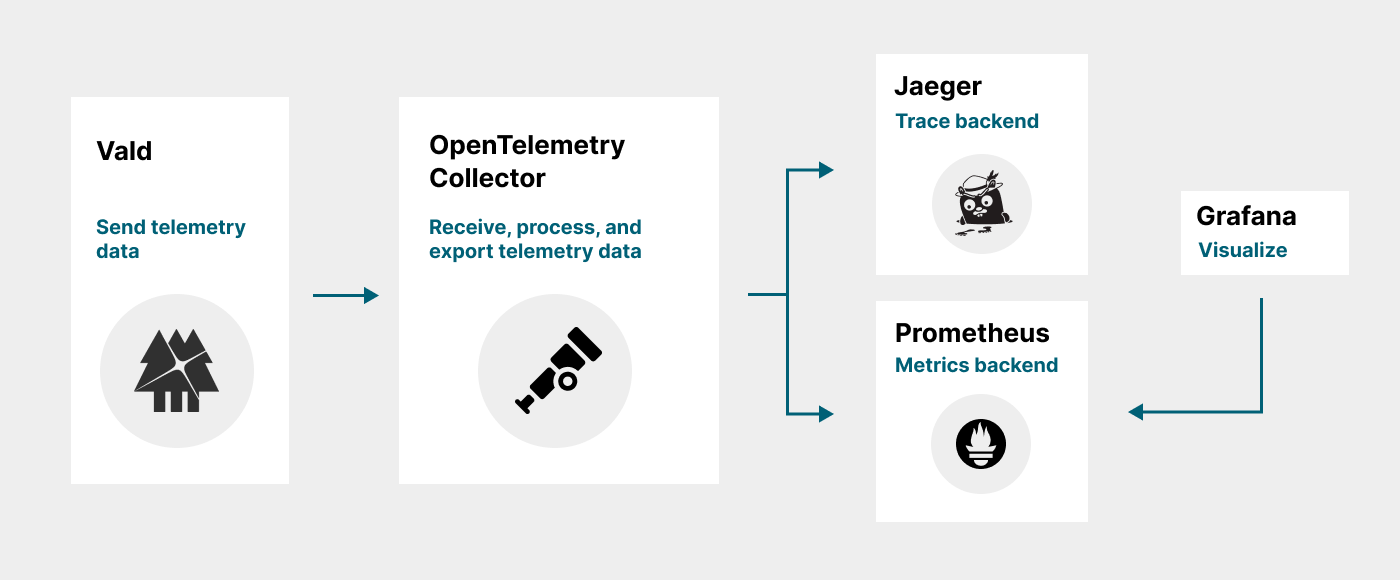 Vald
Send telemetry
data
OpenTelemetry
Collector
Receive, process, and
export telemetry data
Jaeger
Trace backend
Prometheus
Metrics backend
Grafana
Visualize